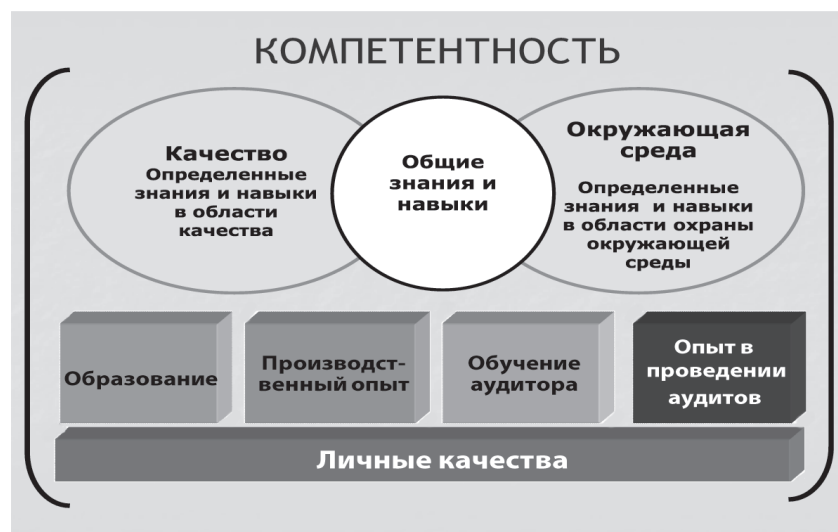 КОМПЕТЕНТНОСТЬ
Качество
Определенные
знания и навыки
в области
качества
Общие
знания и
навыки
Окружающая
среда
Определенные
знания и навыки
в области охраны
окружающей
среды
Образование
Производст-
венный опыт
Обучение
аудитора
Опыт в
проведении
аудитов
Личные качества